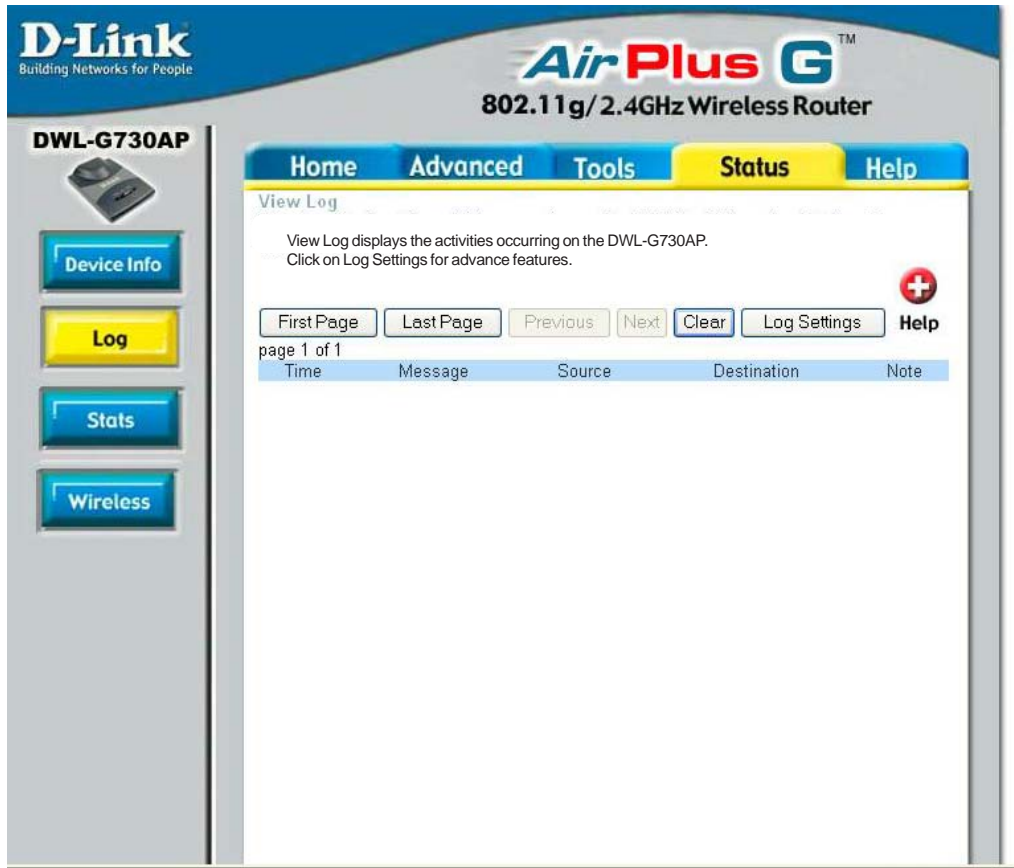 D-Link
Building Networks for People
AirPlus G™
802.11g/2.4GHz Wireless Router
DWL-G730AP
Home Advanced Tools Status Help
View Log
View Log displays the activities occurring on the DWL-G730AP.
Click on Log Settings for advance features.
Device Info
Log
Stats
Wireless
First Page Last Page Previous Next Clear Log Settings Help
page 1 of 1
Time Message Source Destination Note